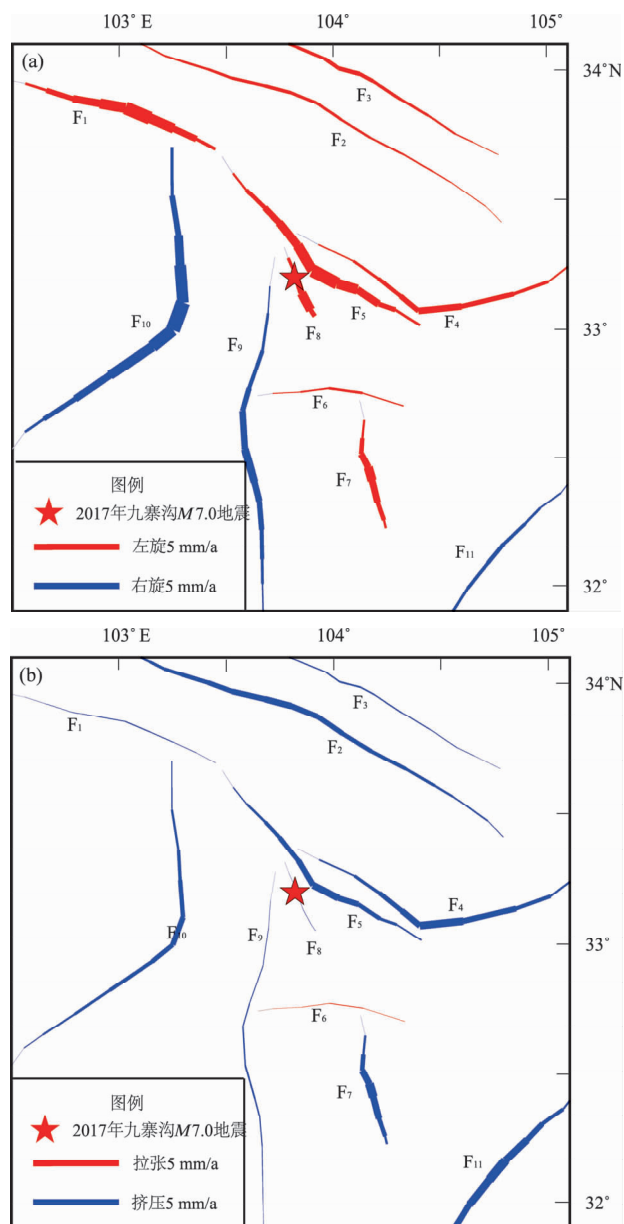 103° E
104°
105°
(a)
34°N
F₃
F₁
F₂
F₁₀
33°
F₅
F₄
F₈
F₉
F₆
F₇
图例
2017年九寨沟M7.0地震
左旋5 mm/a
右旋5 mm/a
F₁₁
32°
103° E
104°
105°
(b)
34°N
F₃
F₁
F₂
F₁₀
F₄
F₅
33°
F₉
F₈
F₆
F₇
图例
2017年九寨沟M7.0地震
拉张5 mm/a
挤压5 mm/a
F₁₁
32°